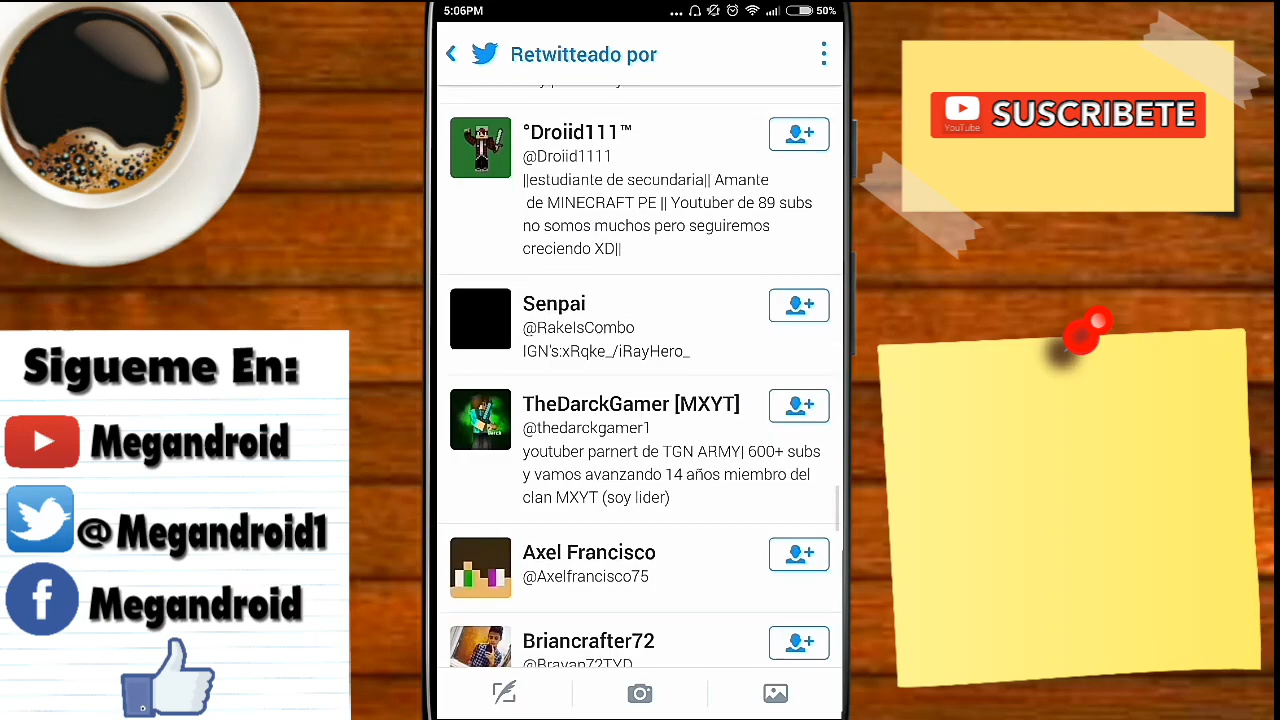 5:06PM
50%
Retwitteado por
°Droiid111™
@Droiid1111
||estudiante de secundaria|| Amante
de MINECRAFT PE || Youtuber de 89 subs
no somos muchos pero seguiremos
creciendo XD||
Senpai
@RakeIsCombo
IGN's:xRqke_/iRayHero_
TheDarckGamer [MXYT]
@thedarckgamer1
youtuber parnert de TGN ARMY| 600+ subs
y vamos avanzando 14 años miembro del
clan MXYT (soy lider)
Axel Francisco
@Axelfrancisco75
Briancrafter72
@Brayan72TYD
Sigueme En:
Megandroid
@Megandroid1
Megandroid
YouTube
SUSCRIBETE